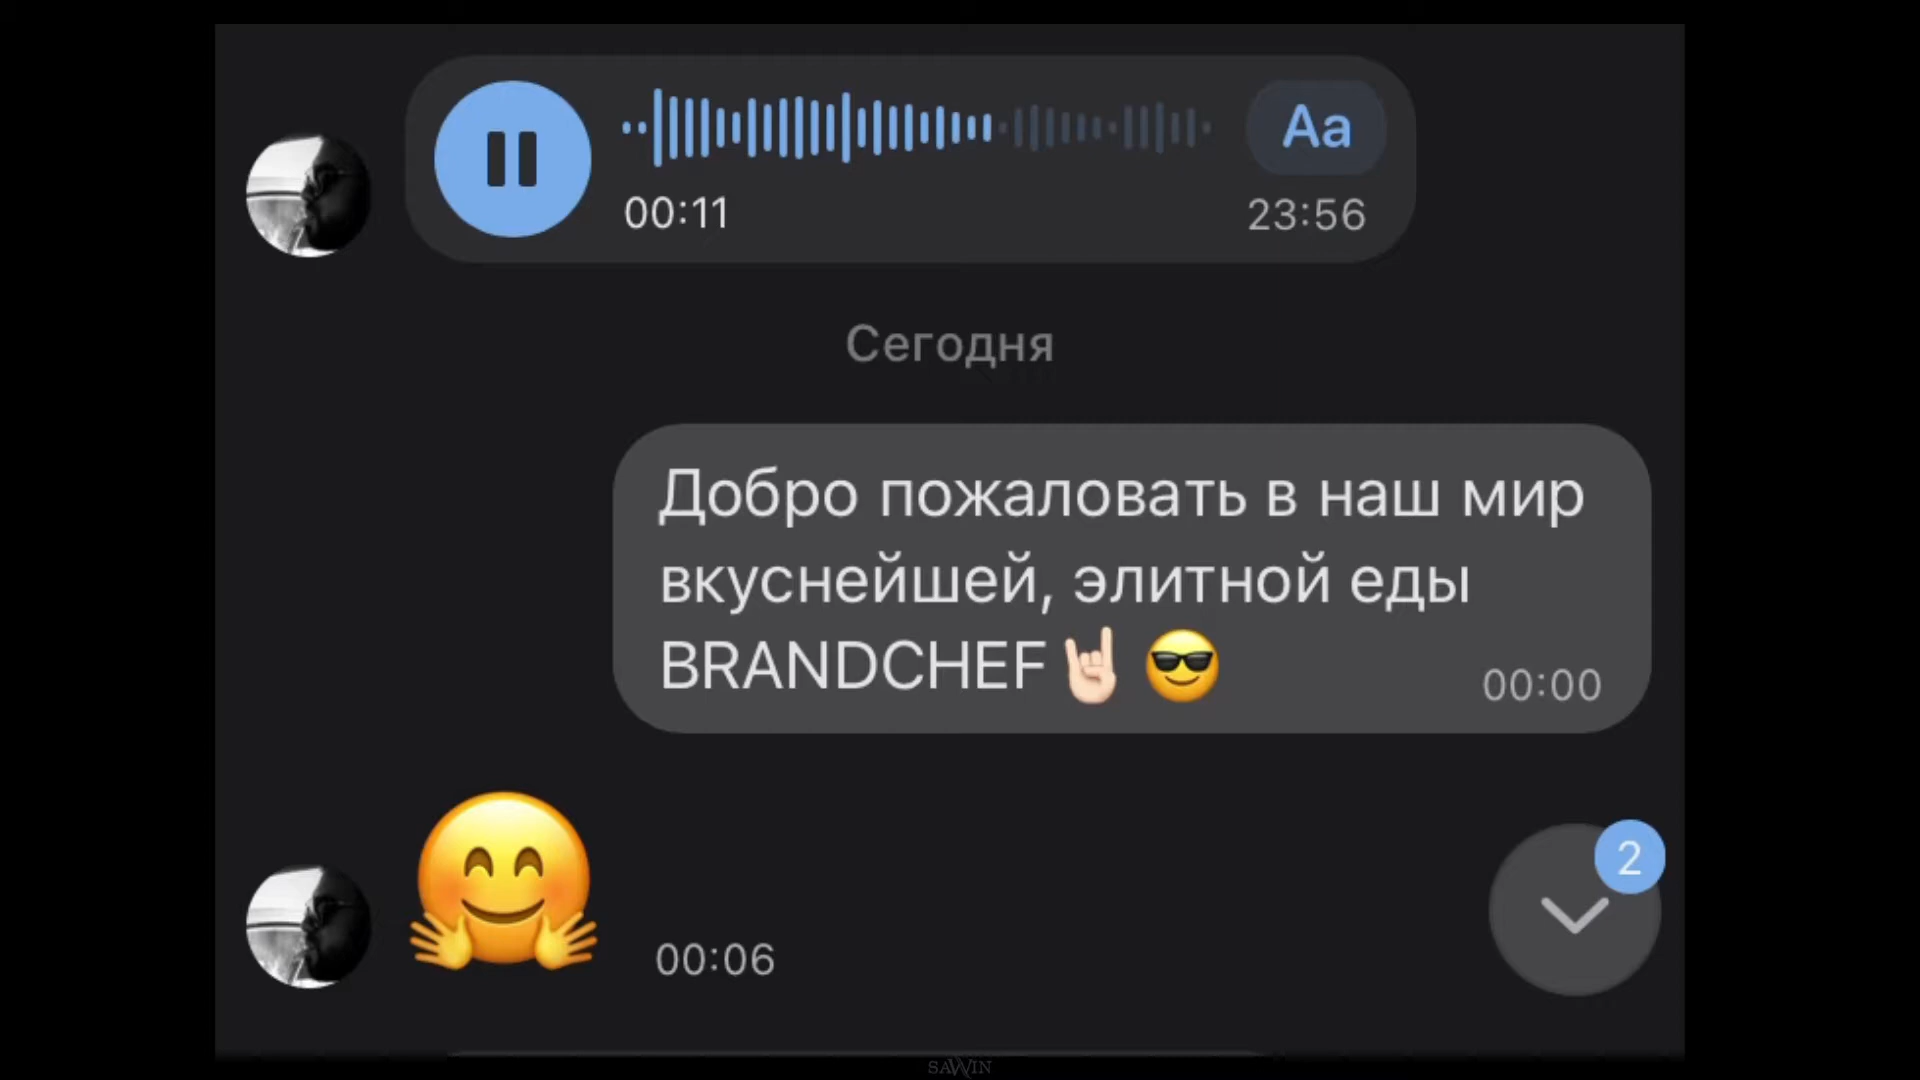 Aa
00:11
23:56
Сегодня
Добро пожаловать в наш мир
вкуснейшей, элитной еды
BRANDCHEF🤘🏻 😎
00:00
🤗
00:06
2
SAWIN